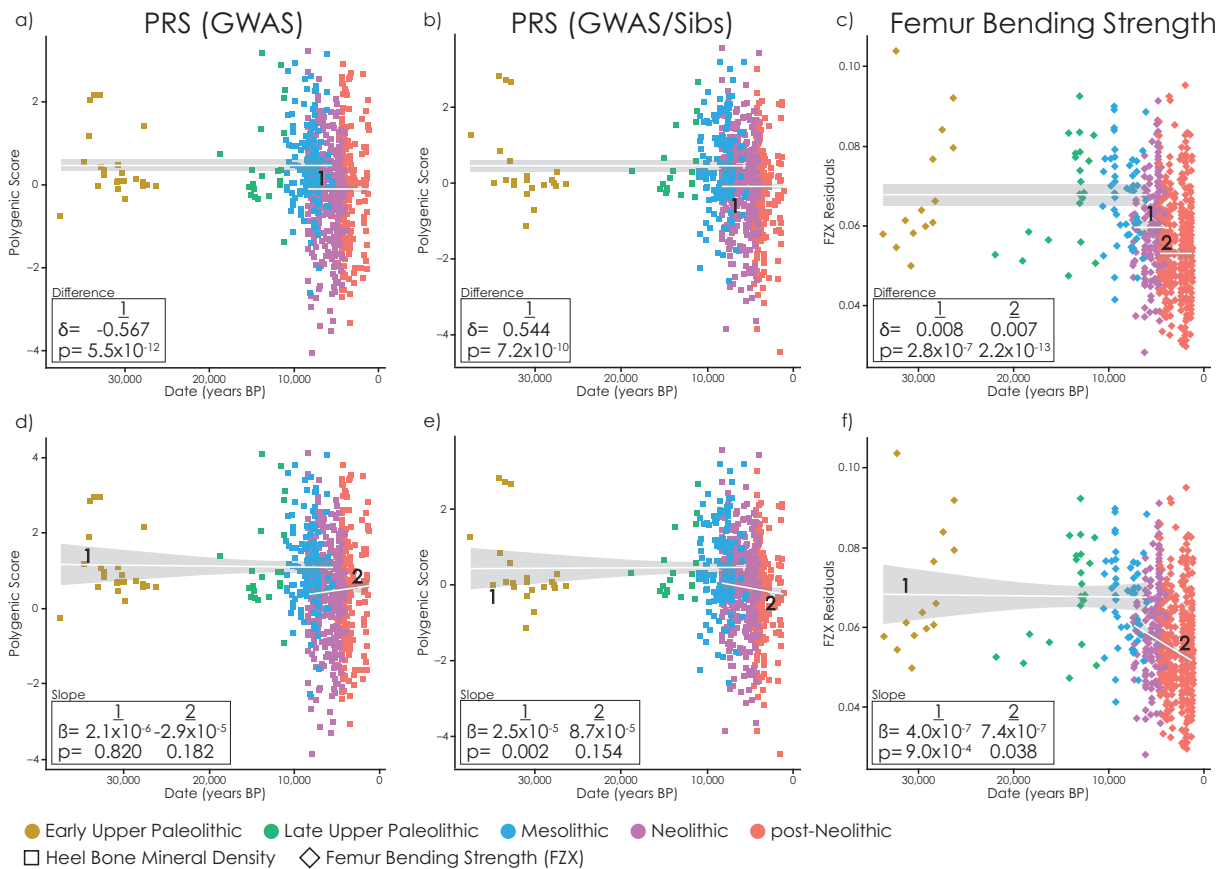 a) PRS (GWAS)
b) PRS (GWAS/Sibs)
c) Femur Bending Strength
Polygenic Score
2
0
−2
−4
1
Difference
1
δ= -0.567
p= 5.5x10⁻¹²
30,000 20,000 10,000 0
Date (years BP)
Polygenic Score
2
0
−2
−4
1
Difference
1
δ= 0.544
p= 7.2x10⁻¹⁰
30,000 20,000 10,000 0
Date (years BP)
FZX Residuals
0.10
0.08
0.06
0.04
1
2
Difference
1 2
δ= 0.008 0.007
p= 2.8x10⁻⁷ 2.2x10⁻¹³
30,000 20,000 10,000 0
Date (years BP)
d)
Polygenic Score
4
2
0
−2
−4
1
2
Slope
1 2
β= 2.1x10⁻⁶ -2.9x10⁻⁵
p= 0.820 0.182
30,000 20,000 10,000 0
Date (years BP)
e)
Polygenic Score
2
0
−2
−4
1
2
Slope
1 2
β= 2.5x10⁻⁵ 8.7x10⁻⁵
p= 0.002 0.154
30,000 20,000 10,000 0
Date (years BP)
f)
FZX Residuals
0.10
0.08
0.06
0.04
1
2
Slope
1 2
β= 4.0x10⁻⁷ 7.4x10⁻⁷
p= 9.0x10⁻⁴ 0.038
30,000 20,000 10,000 0
Date (years BP)
Early Upper Paleolithic Late Upper Paleolithic Mesolithic Neolithic post-Neolithic
Heel Bone Mineral Density Femur Bending Strength (FZX)